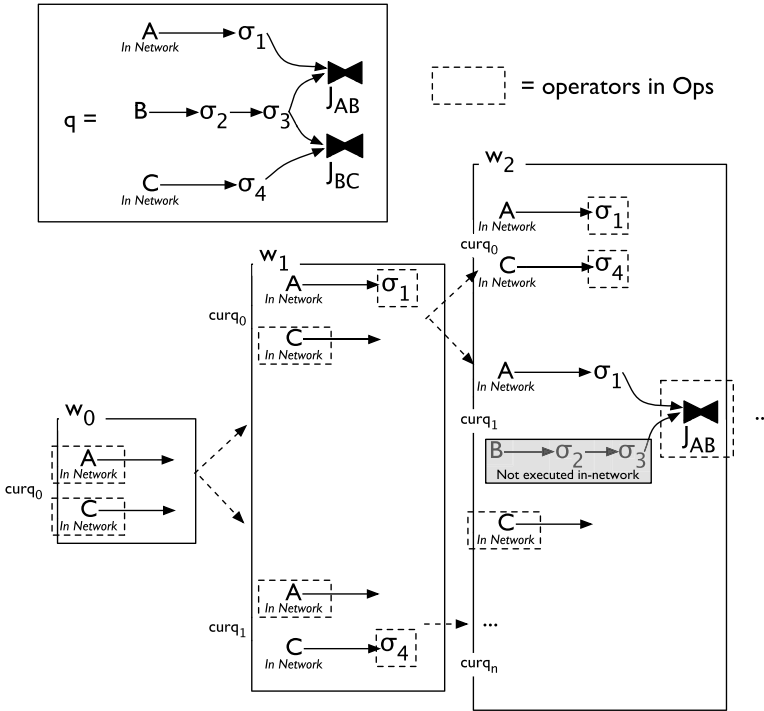 A
In Network
σ1
JAB
q =
B
σ2
σ3
C
In Network
σ4
JBC
= operators in Ops
w0
curq0
A
In Network
C
In Network
w1
curq0
A
In Network
σ1
C
In Network
curq1
A
In Network
C
In Network
σ4
w2
curq0
A
In Network
σ1
C
In Network
σ4
curq1
A
In Network
σ1
JAB
B
σ2
σ3
Not executed in-network
C
In Network
...
curqn
..